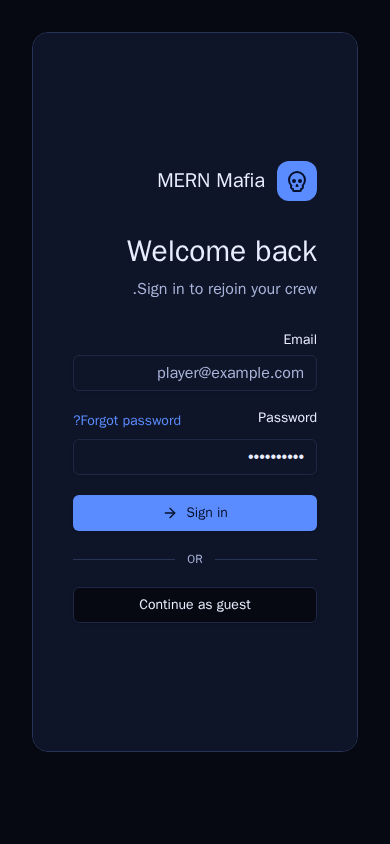 MERN Mafia
Welcome back
.Sign in to rejoin your crew
Email
player@example.com
Password
?Forgot password
••••••••••
Sign in
OR
Continue as guest